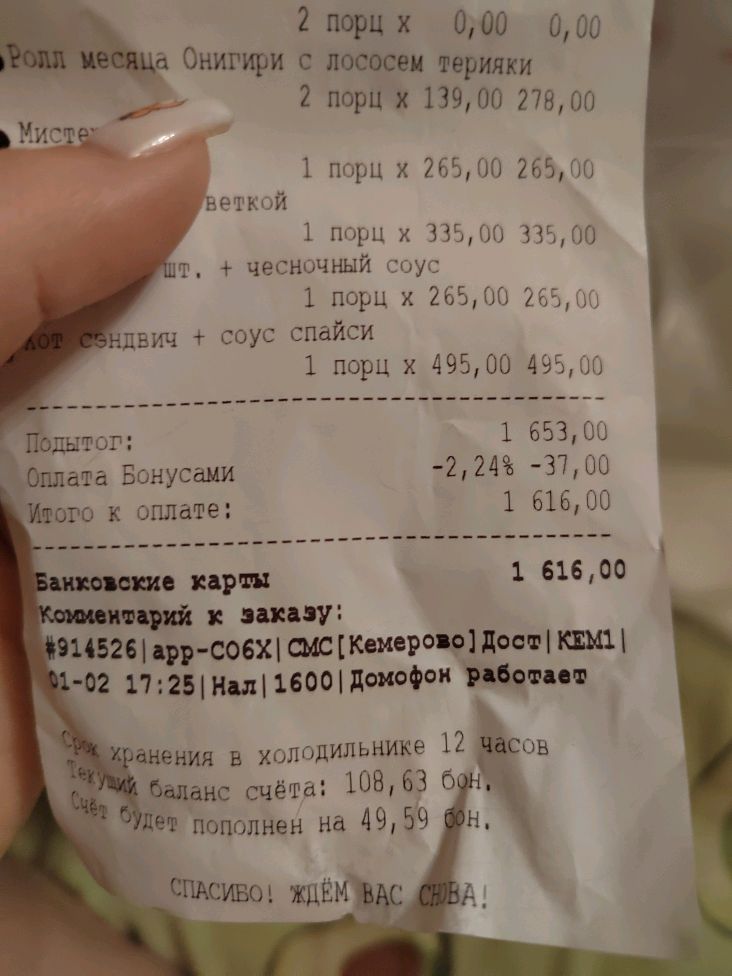 2 порц x 0,00 0,00
Ролл месяца Онигири с лососем терияки
2 порц x 139,00 278,00
1 порц x 265,00 265,00
1 порц x 335,00 335,00
шт. + чесночный соус
1 порц x 265,00 265,00
сэндвич + соус спайси
1 порц x 495,00 495,00
Подытог: 1 653,00
Оплата Бонусами -2,24% -37,00
Итого к оплате: 1 616,00
Банковские карты 1 616,00
Комментарий к заказу:
#914526|app-CO6X|СМС[Кемерово]Дост|КЕМ1|
01-02 17:25|Нал|1600|Домофон работает
Срок хранения в холодильнике 12 часов
Текущий баланс счёта: 108,63 бон.
Счёт будет пополнен на 49,59 бон.
СПАСИБО! ЖДЁМ ВАС СНОВА!